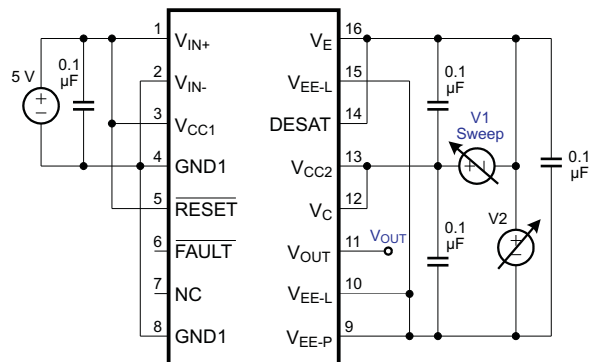 1 V_IN+ V_E 16
2 V_IN- V_EE-L 15
3 V_CC1 DESAT 14
4 GND1 V_CC2 13
5 RESET V_C 12
6 FAULT V_OUT 11
7 NC V_EE-L 10
8 GND1 V_EE-P 9
5 V
0.1
µF
+
−
0.1
µF
V1
Sweep
0.1
µF
V_OUT
V2
0.1
µF